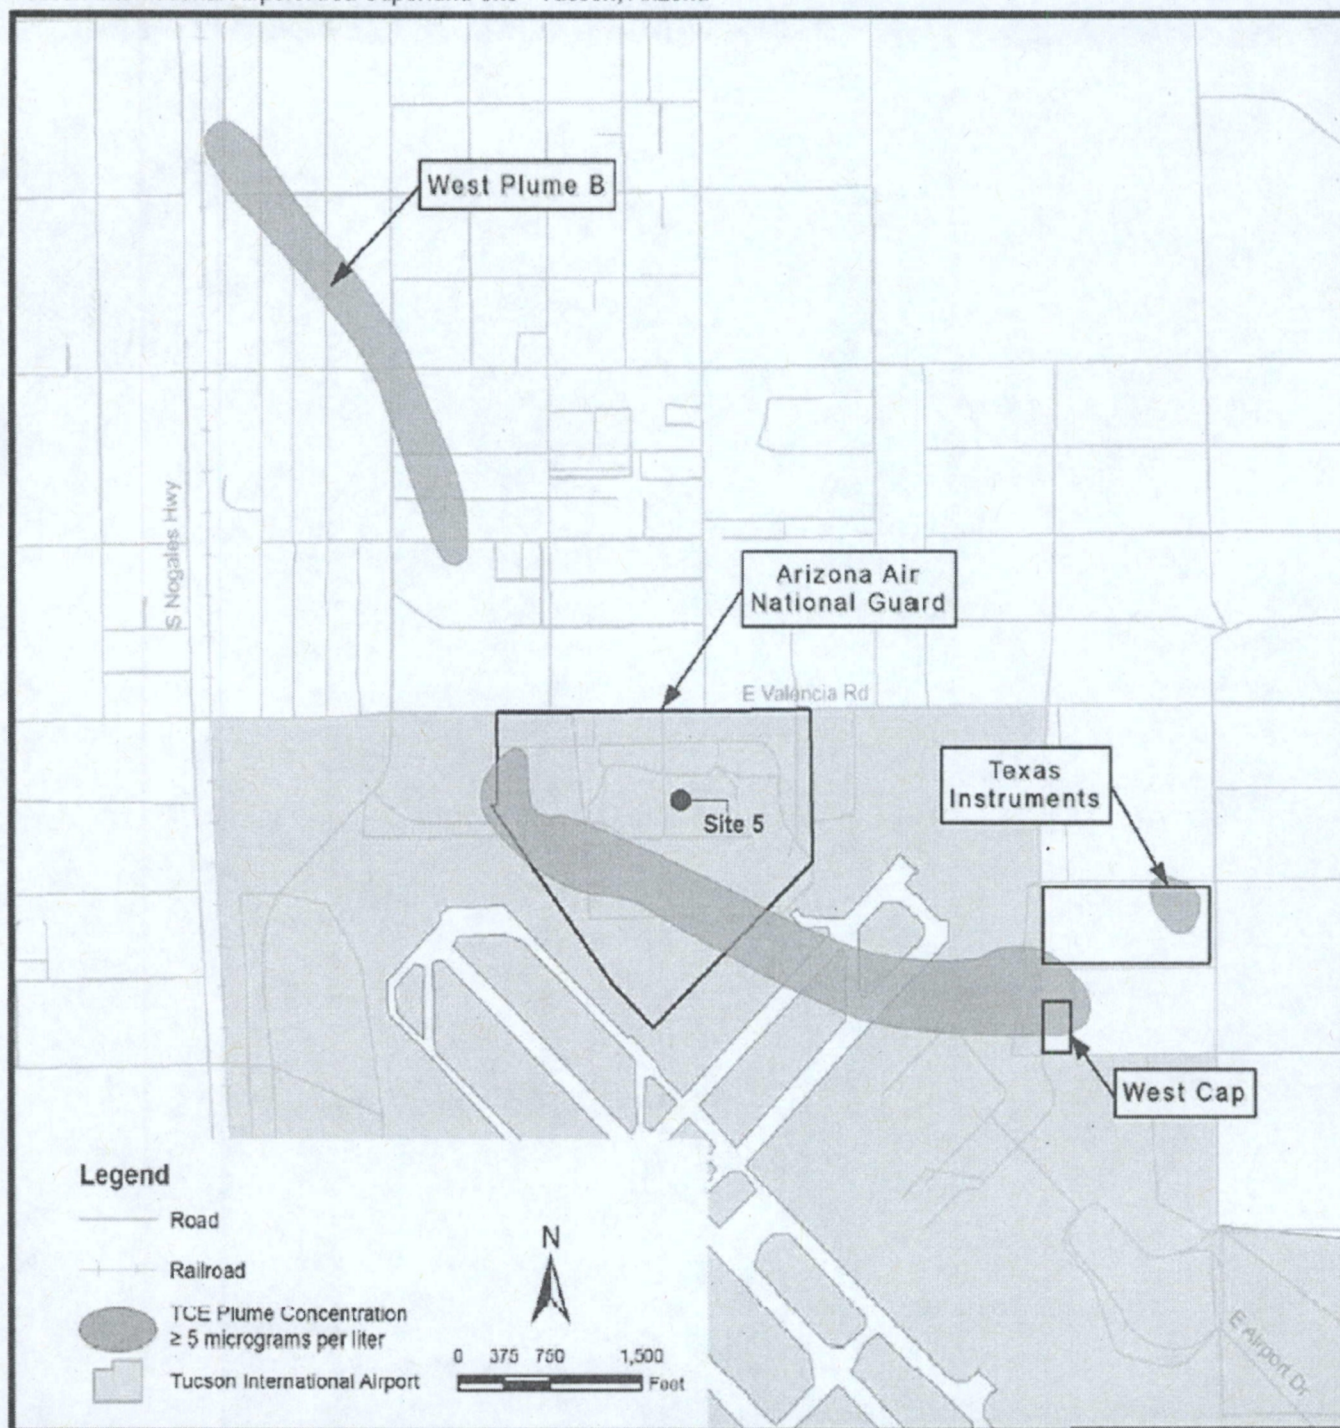 West Plume B
S Nogales Hwy
Arizona Air
National Guard
E Valencia Rd
Texas
Instruments
Site 5
West Cap
Legend
Road
Railroad
TCE Plume Concentration
≥ 5 micrograms per liter
Tucson International Airport
N
0 375 750 1,500
Feet
E Airport Dr